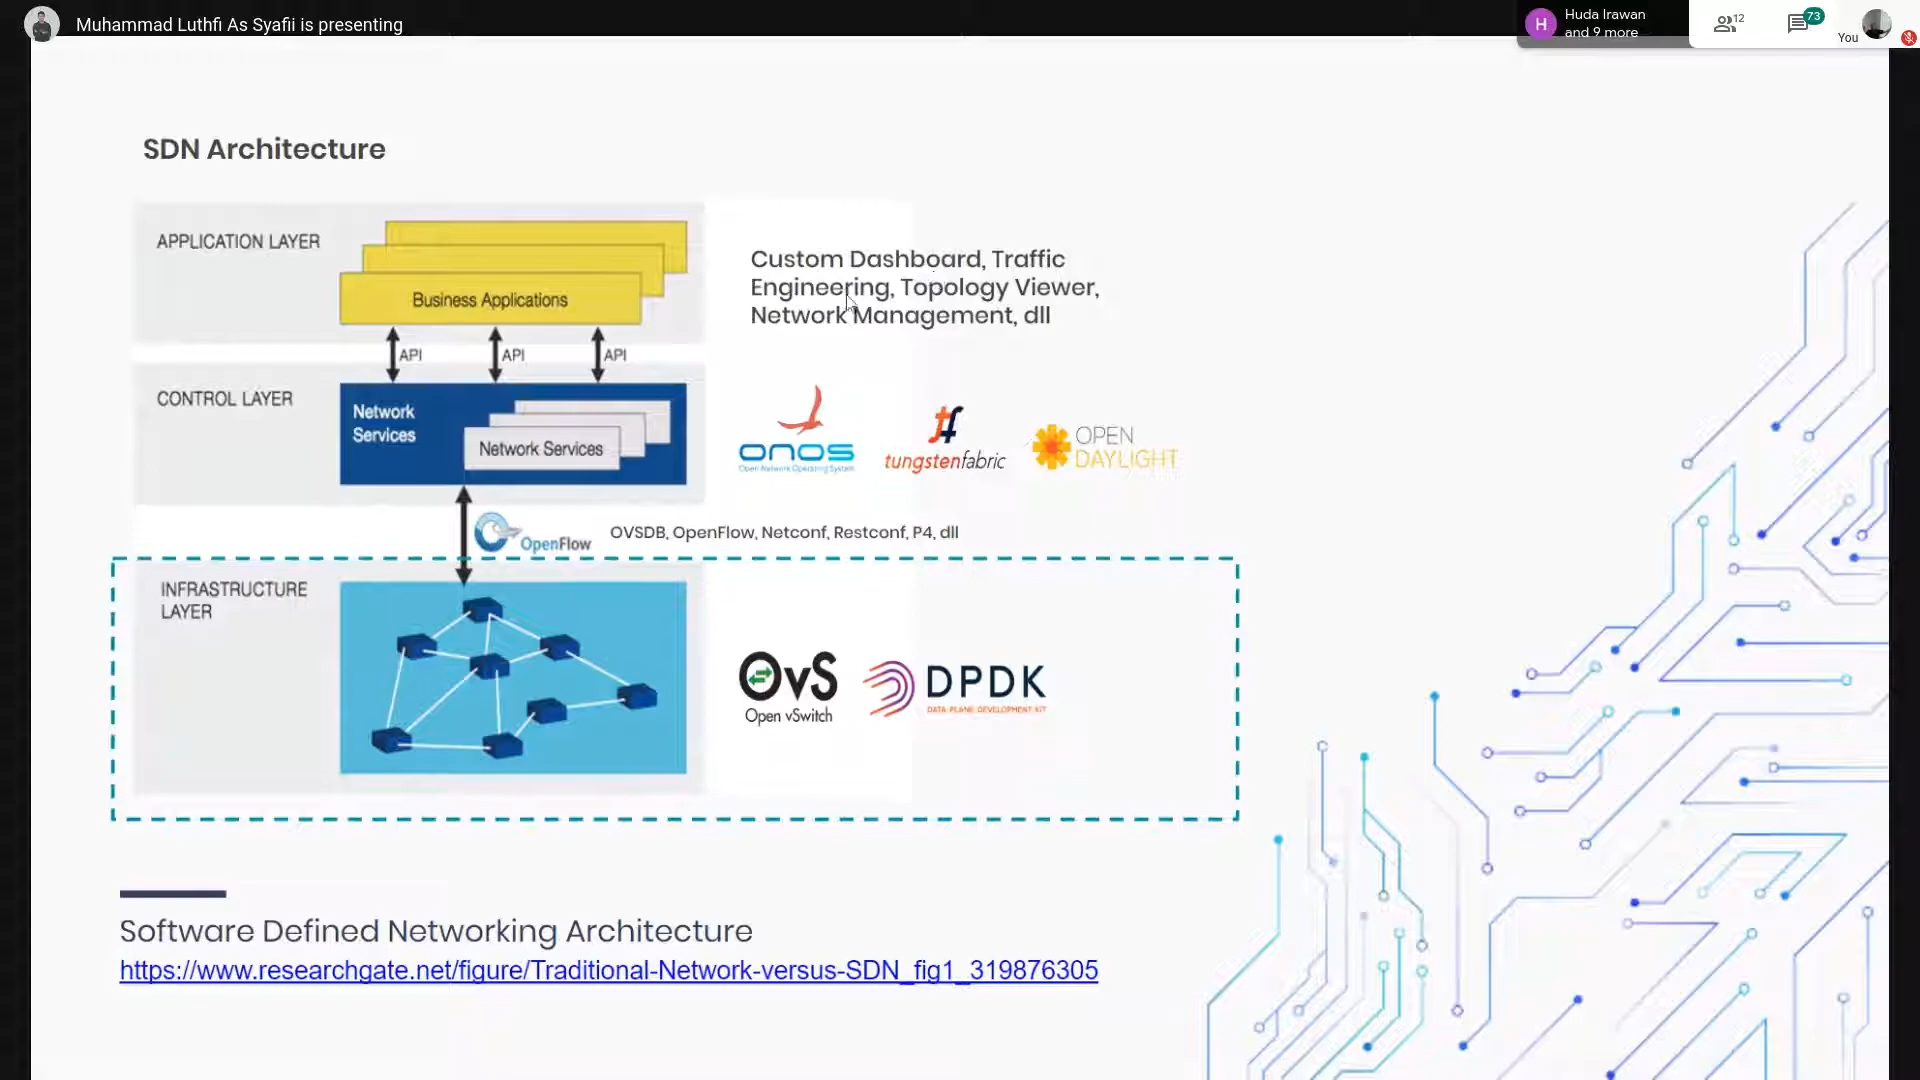 Muhammad Luthfi As Syafii is presenting
H
Huda Irawan
and 9 more
12
73
You
SDN Architecture
APPLICATION LAYER
Business Applications
Custom Dashboard, Traffic
Engineering, Topology Viewer,
Network Management, dll
API
API
API
CONTROL LAYER
Network
Services
Network Services
onos
Open Network Operating System
tf
tungstenfabric
OPEN
DAYLIGHT
OpenFlow
OVSDB, OpenFlow, Netconf, Restconf, P4, dll
INFRASTRUCTURE
LAYER
OvS
Open vSwitch
DPDK
DATA PLANE DEVELOPMENT KIT
Software Defined Networking Architecture
https://www.researchgate.net/figure/Traditional-Network-versus-SDN_fig1_319876305